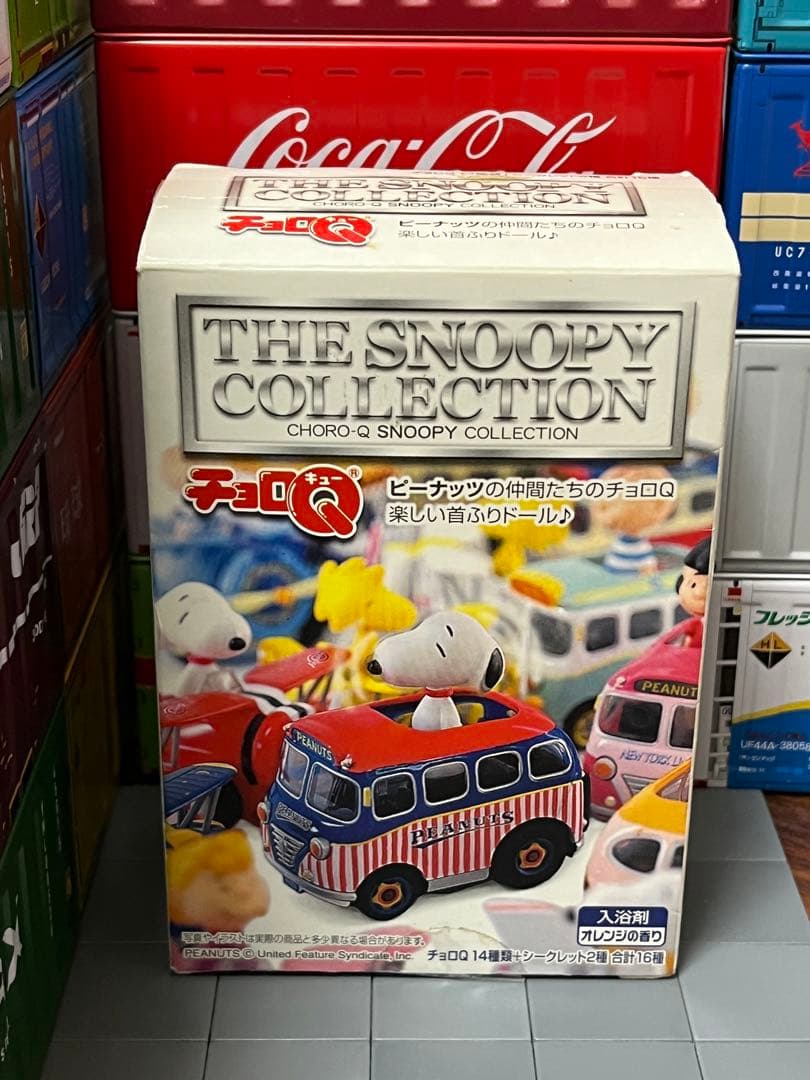 Coca-Cola
THE SNOOPY
COLLECTION
CHORO-Q SNOOPY COLLECTION
チョロQ
ピーナッツの仲間たちのチョロQ
楽しい首ふりドール♪
UC7
THE SNOOPY
COLLECTION
CHORO-Q SNOOPY COLLECTION
チョロQ キュー ®
ピーナッツの仲間たちのチョロQ
楽しい首ふりドール♪
PEANUTS
PEANUT
PEANUTS
フレッシ
HL
UF44A-3805
入浴剤
オレンジの香り
写真やイラストは実際の商品と多少異なる場合があります。
PEANUTS © United Feature Syndicate, Inc.
チョロQ 14種類+シークレット2種 合計16種